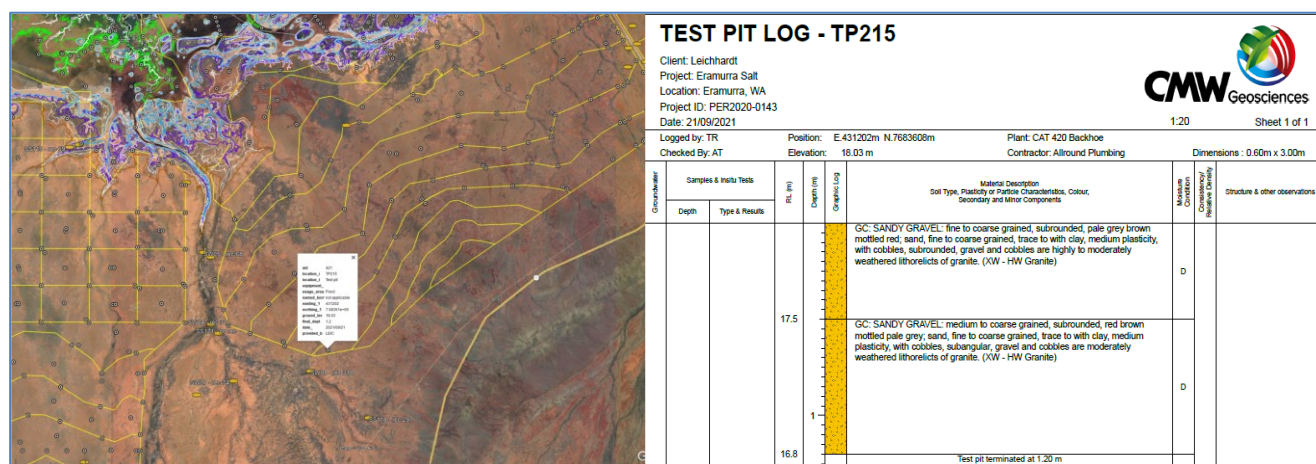 TEST PIT LOG - TP215
Client: Leichhardt
Project: Eramurra Salt
Location: Eramurra, WA
Project ID: PER2020-0143
Date: 21/09/2021
CMW Geosciences
1:20 Sheet 1 of 1
Logged by: TR Position: E.431202m N.7683608m Plant: CAT 420 Backhoe
Checked By: AT Elevation: 18.03 m Contractor: Allround Plumbing Dimensions : 0.60m x 3.00m
Groundwater
Samples & Insitu Tests
Depth Type & Results
RL (m)
Depth (m)
Graphic Log
Material Description
Soil Type, Plasticity or Particle Characteristics, Colour,
Secondary and Minor Components
Moisture
Condition
Consistency/
Relative Density
Structure & other observations
GC: SANDY GRAVEL: fine to coarse grained, subrounded, pale grey brown
mottled red; sand, fine to coarse grained, trace to with clay, medium plasticity,
with cobbles, subrounded, gravel and cobbles are highly to moderately
weathered lithorelicts of granite. (XW - HW Granite)
D
17.5
GC: SANDY GRAVEL: medium to coarse grained, subrounded, red brown
mottled pale grey; sand, fine to coarse grained, trace to with clay, medium
plasticity, with cobbles, subangular, gravel and cobbles are moderately
weathered lithorelicts of granite. (XW - HW Granite)
D
1
16.8
Test pit terminated at 1.20 m